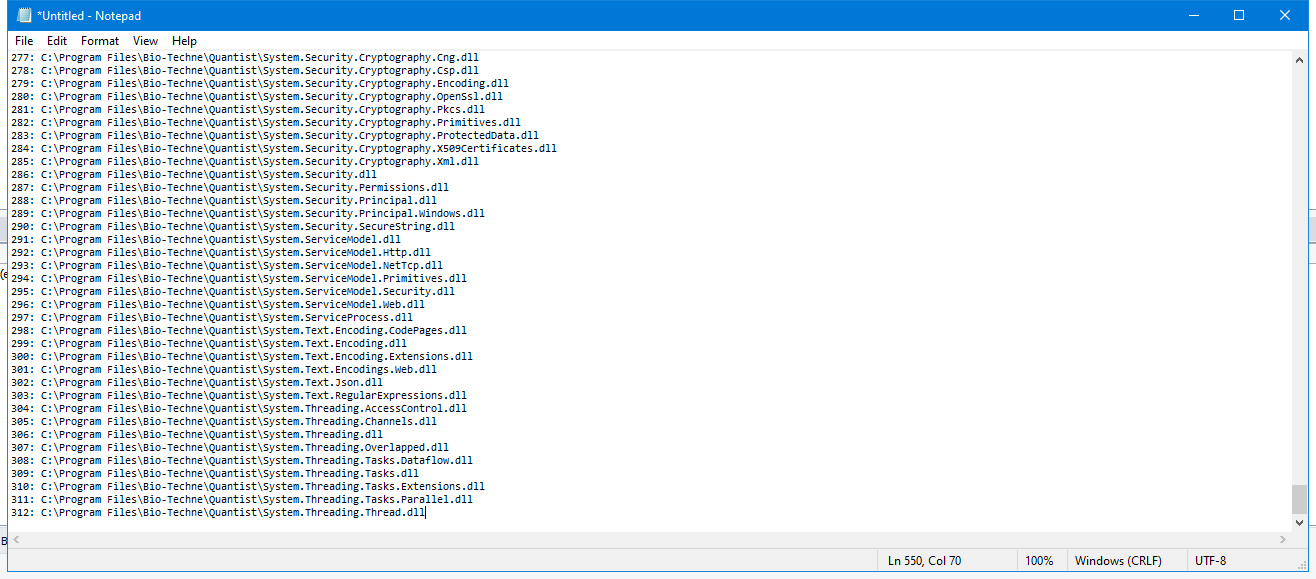 *Untitled - Notepad
File Edit Format View Help
277: C:\Program Files\Bio-Techne\Quantist\System.Security.Cryptography.Cng.dll
278: C:\Program Files\Bio-Techne\Quantist\System.Security.Cryptography.Csp.dll
279: C:\Program Files\Bio-Techne\Quantist\System.Security.Cryptography.Encoding.dll
280: C:\Program Files\Bio-Techne\Quantist\System.Security.Cryptography.OpenSsl.dll
281: C:\Program Files\Bio-Techne\Quantist\System.Security.Cryptography.Pkcs.dll
282: C:\Program Files\Bio-Techne\Quantist\System.Security.Cryptography.Primitives.dll
283: C:\Program Files\Bio-Techne\Quantist\System.Security.Cryptography.ProtectedData.dll
284: C:\Program Files\Bio-Techne\Quantist\System.Security.Cryptography.X509Certificates.dll
285: C:\Program Files\Bio-Techne\Quantist\System.Security.Cryptography.Xml.dll
286: C:\Program Files\Bio-Techne\Quantist\System.Security.dll
287: C:\Program Files\Bio-Techne\Quantist\System.Security.Permissions.dll
288: C:\Program Files\Bio-Techne\Quantist\System.Security.Principal.dll
289: C:\Program Files\Bio-Techne\Quantist\System.Security.Principal.Windows.dll
290: C:\Program Files\Bio-Techne\Quantist\System.Security.SecureString.dll
291: C:\Program Files\Bio-Techne\Quantist\System.ServiceModel.dll
292: C:\Program Files\Bio-Techne\Quantist\System.ServiceModel.Http.dll
293: C:\Program Files\Bio-Techne\Quantist\System.ServiceModel.NetTcp.dll
294: C:\Program Files\Bio-Techne\Quantist\System.ServiceModel.Primitives.dll
295: C:\Program Files\Bio-Techne\Quantist\System.ServiceModel.Security.dll
296: C:\Program Files\Bio-Techne\Quantist\System.ServiceModel.Web.dll
297: C:\Program Files\Bio-Techne\Quantist\System.ServiceProcess.dll
298: C:\Program Files\Bio-Techne\Quantist\System.Text.Encoding.CodePages.dll
299: C:\Program Files\Bio-Techne\Quantist\System.Text.Encoding.dll
300: C:\Program Files\Bio-Techne\Quantist\System.Text.Encoding.Extensions.dll
301: C:\Program Files\Bio-Techne\Quantist\System.Text.Encodings.Web.dll
302: C:\Program Files\Bio-Techne\Quantist\System.Text.Json.dll
303: C:\Program Files\Bio-Techne\Quantist\System.Text.RegularExpressions.dll
304: C:\Program Files\Bio-Techne\Quantist\System.Threading.AccessControl.dll
305: C:\Program Files\Bio-Techne\Quantist\System.Threading.Channels.dll
306: C:\Program Files\Bio-Techne\Quantist\System.Threading.dll
307: C:\Program Files\Bio-Techne\Quantist\System.Threading.Overlapped.dll
308: C:\Program Files\Bio-Techne\Quantist\System.Threading.Tasks.Dataflow.dll
309: C:\Program Files\Bio-Techne\Quantist\System.Threading.Tasks.dll
310: C:\Program Files\Bio-Techne\Quantist\System.Threading.Tasks.Extensions.dll
311: C:\Program Files\Bio-Techne\Quantist\System.Threading.Tasks.Parallel.dll
312: C:\Program Files\Bio-Techne\Quantist\System.Threading.Thread.dll
Ln 550, Col 70 100% Windows (CRLF) UTF-8